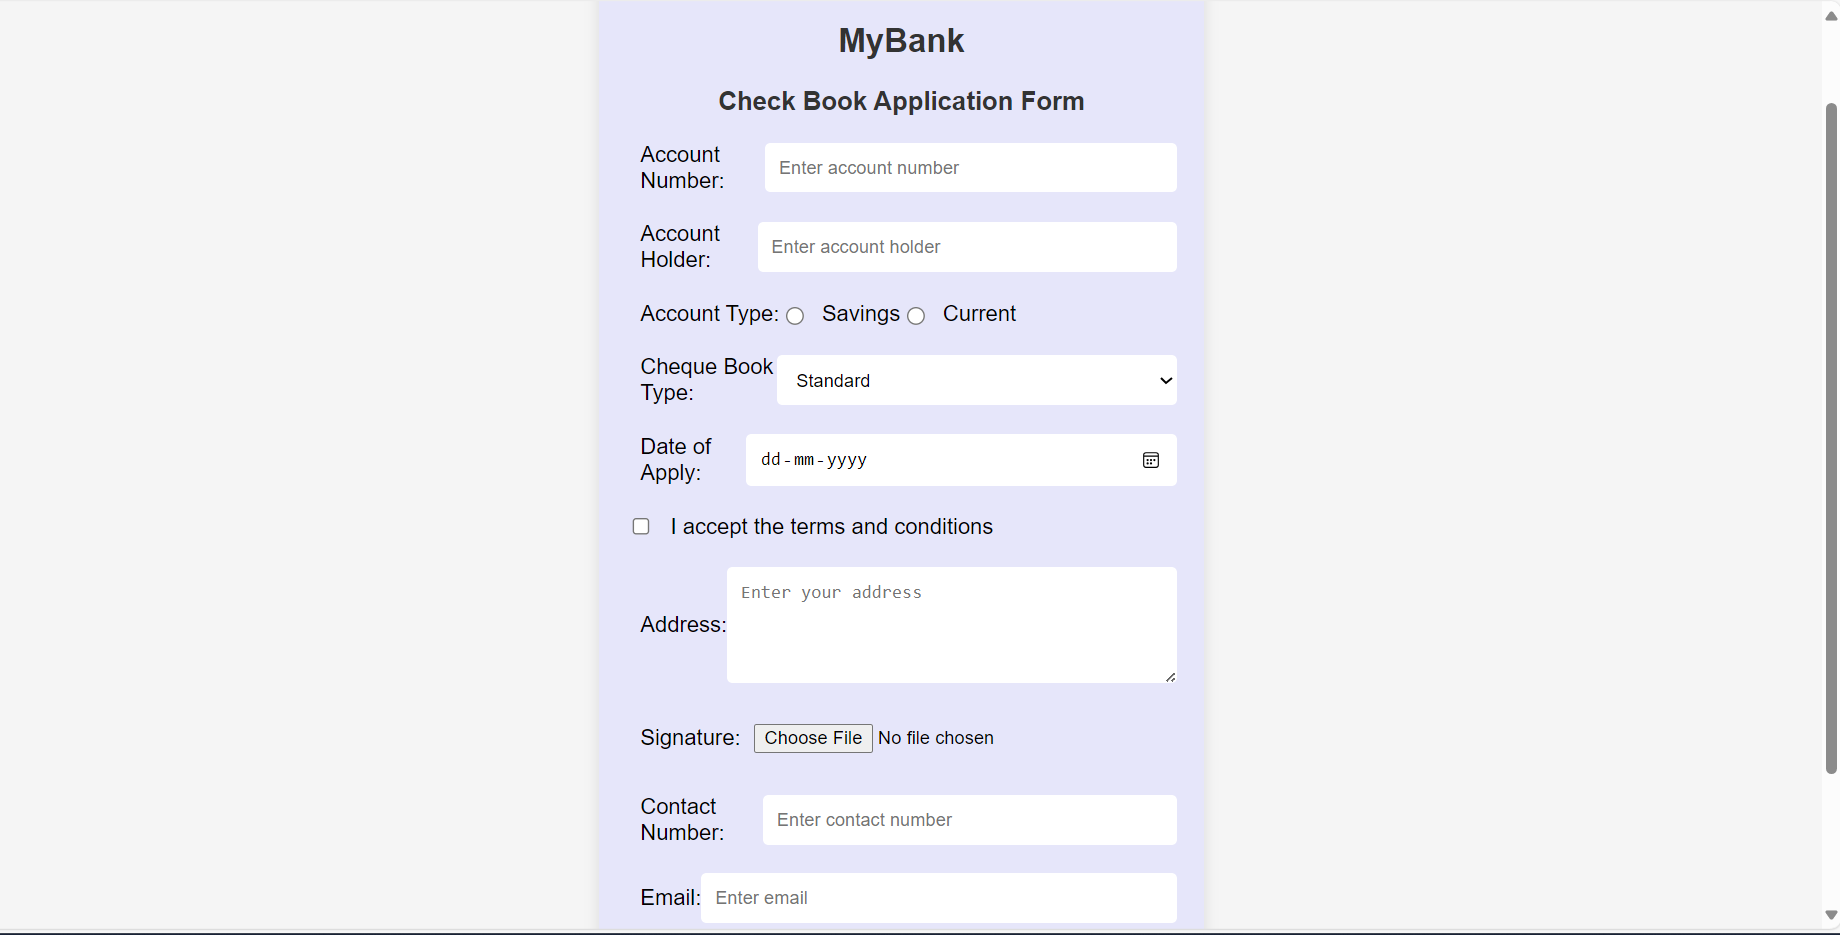 MyBank
Check Book Application Form
Account
Number:
Enter account number
Account
Holder:
Enter account holder
Account Type: Savings Current
Cheque Book
Type:
Standard
Date of
Apply:
dd-mm-yyyy
I accept the terms and conditions
Address:
Enter your address
Signature: Choose File No file chosen
Contact
Number:
Enter contact number
Email: Enter email